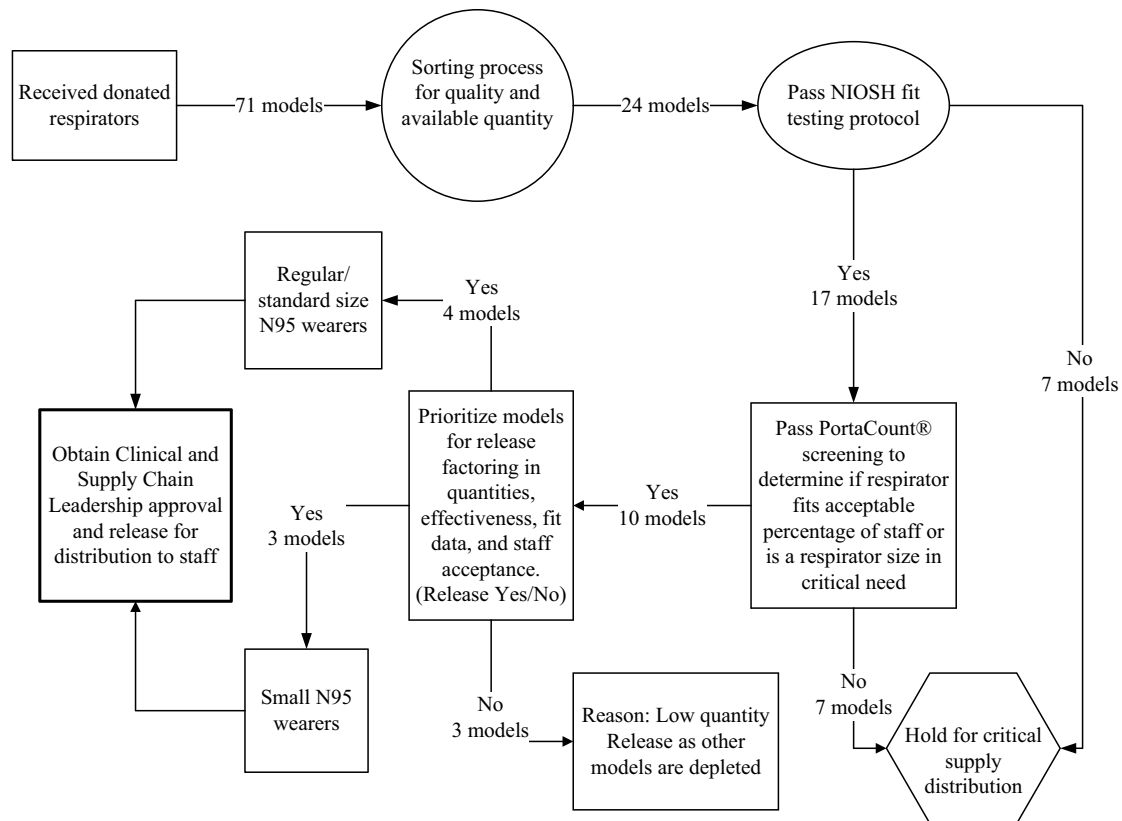 Received donated
respirators
71 models
Sorting process
for quality and
available quantity
24 models
Pass NIOSH fit
testing protocol
Yes
17 models
No
7 models
Pass PortaCount®
screening to
determine if respirator
fits acceptable
percentage of staff or
is a respirator size in
critical need
Yes
10 models
No
7 models
Hold for critical
supply
distribution
Prioritize models
for release
factoring in
quantities,
effectiveness, fit
data, and staff
acceptance.
(Release Yes/No)
Yes
4 models
Regular/
standard size
N95 wearers
Yes
3 models
Small N95
wearers
No
3 models
Reason: Low quantity
Release as other
models are depleted
Obtain Clinical and
Supply Chain
Leadership approval
and release for
distribution to staff